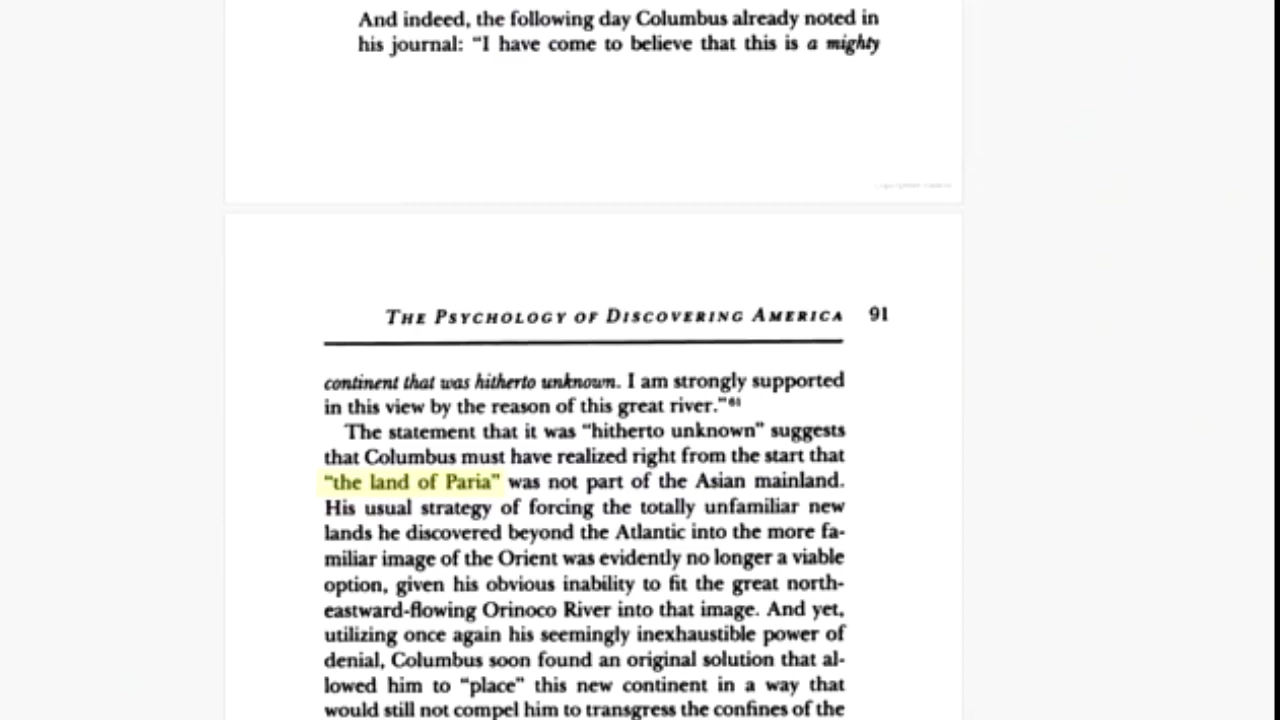 And indeed, the following day Columbus already noted in
his journal: “I have come to believe that this is a mighty
THE PSYCHOLOGY OF DISCOVERING AMERICA 91
continent that was hitherto unknown. I am strongly supported
in this view by the reason of this great river.”61
The statement that it was “hitherto unknown” suggests
that Columbus must have realized right from the start that
“the land of Paria” was not part of the Asian mainland.
His usual strategy of forcing the totally unfamiliar new
lands he discovered beyond the Atlantic into the more fa-
miliar image of the Orient was evidently no longer a viable
option, given his obvious inability to fit the great north-
eastward-flowing Orinoco River into that image. And yet,
utilizing once again his seemingly inexhaustible power of
denial, Columbus soon found an original solution that al-
lowed him to “place” this new continent in a way that
would still not compel him to transgress the confines of the